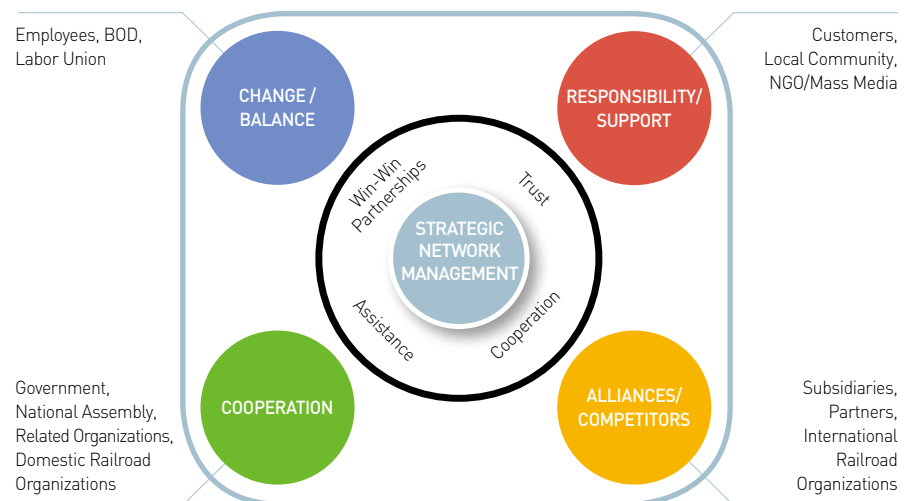 Employees, BOD,
Labor Union
CHANGE /
BALANCE
RESPONSIBILITY/
SUPPORT
Customers,
Local Community,
NGO/Mass Media
Win-Win
Partnerships
Trust
STRATEGIC
NETWORK
MANAGEMENT
Assistance
Cooperation
Government,
National Assembly,
Related Organizations,
Domestic Railroad
Organizations
COOPERATION
ALLIANCES/
COMPETITORS
Subsidiaries,
Partners,
International
Railroad
Organizations